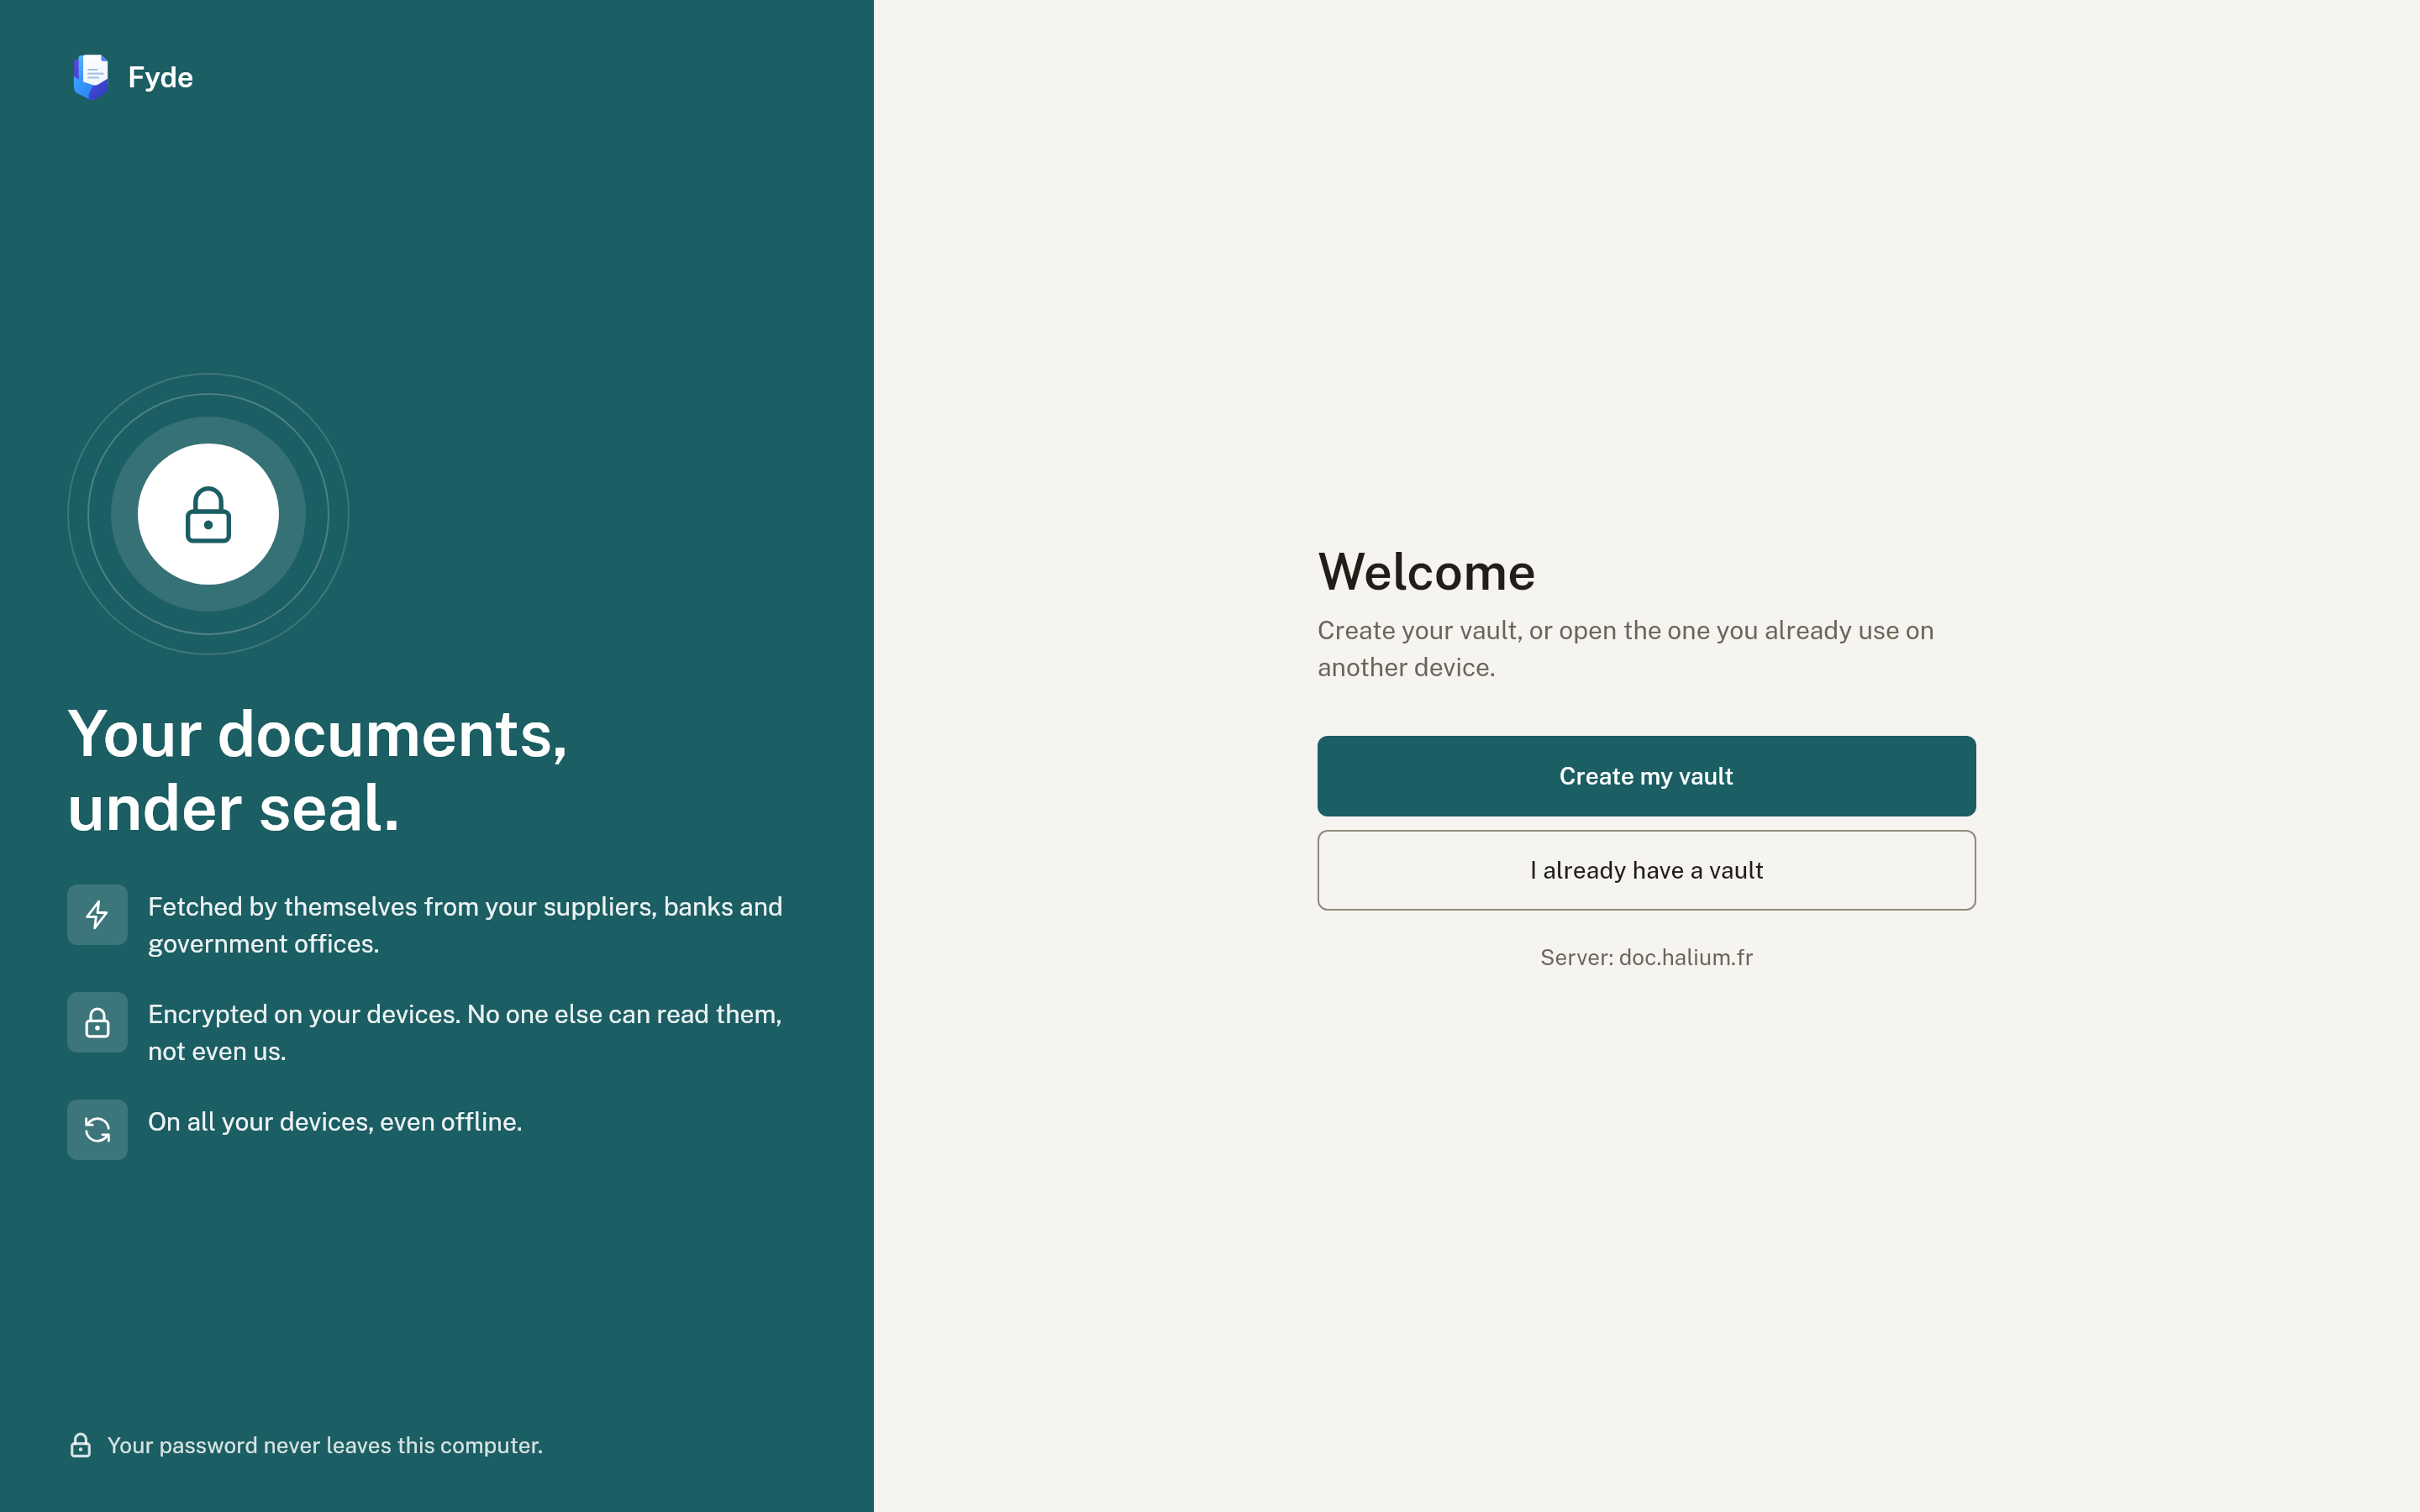 Fyde
Your documents,
under seal.
Fetched by themselves from your suppliers, banks and
government offices.
Encrypted on your devices. No one else can read them,
not even us.
On all your devices, even offline.
Your password never leaves this computer.
Welcome
Create your vault, or open the one you already use on
another device.
Create my vault
I already have a vault
Server: doc.halium.fr